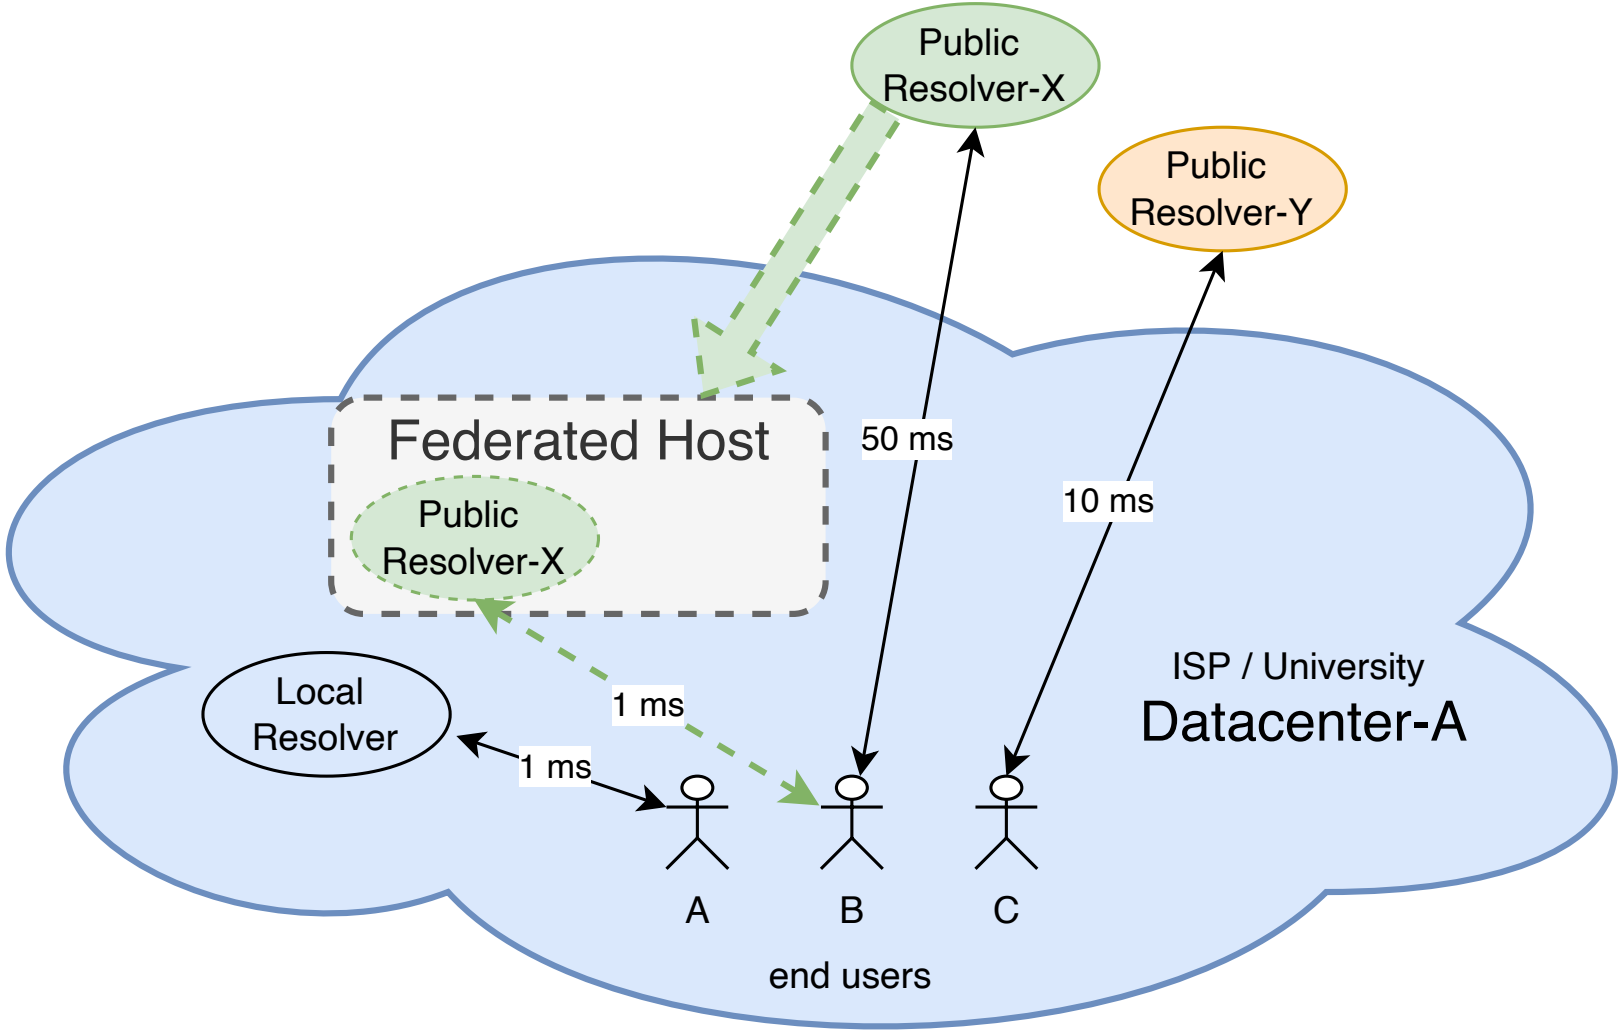 Public
Resolver-X
Public
Resolver-Y
Federated Host
50 ms
10 ms
Public
Resolver-X
ISP / University
Datacenter-A
Local
Resolver
1 ms
1 ms
A
B
C
end users